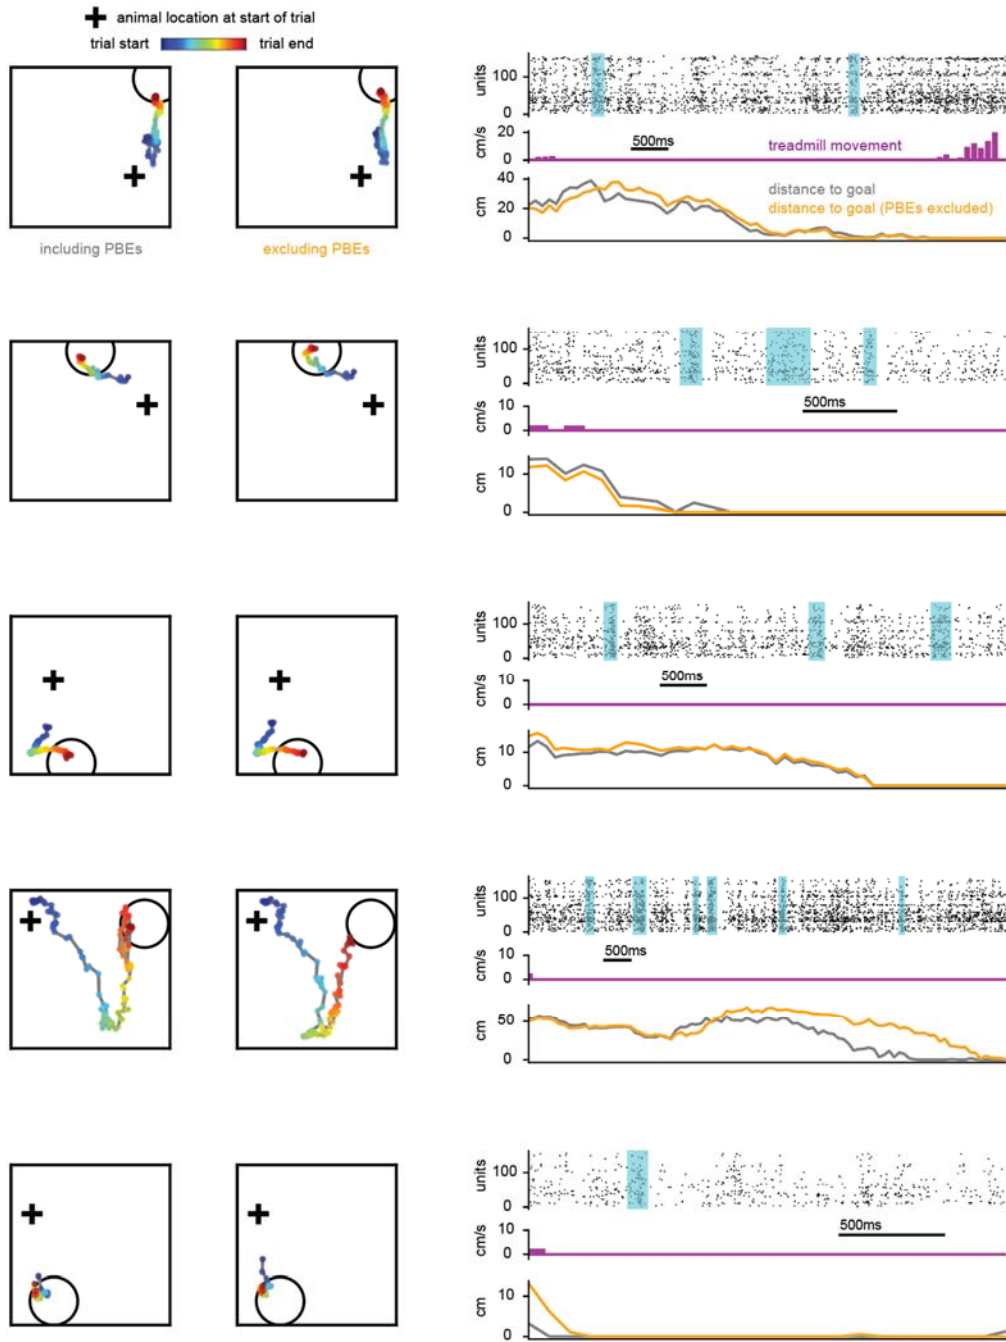 animal location at start of trial
trial start trial end
including PBEs
excluding PBEs
units
100
0
500ms
cm/s
20
0
treadmill movement
cm
40
20
0
distance to goal
distance to goal (PBEs excluded)
units
100
0
500ms
cm/s
10
0
cm
10
0
units
100
0
500ms
cm/s
10
0
cm
10
0
units
100
0
500ms
cm/s
10
0
cm
50
0
units
100
0
500ms
cm/s
10
0
cm
10
0